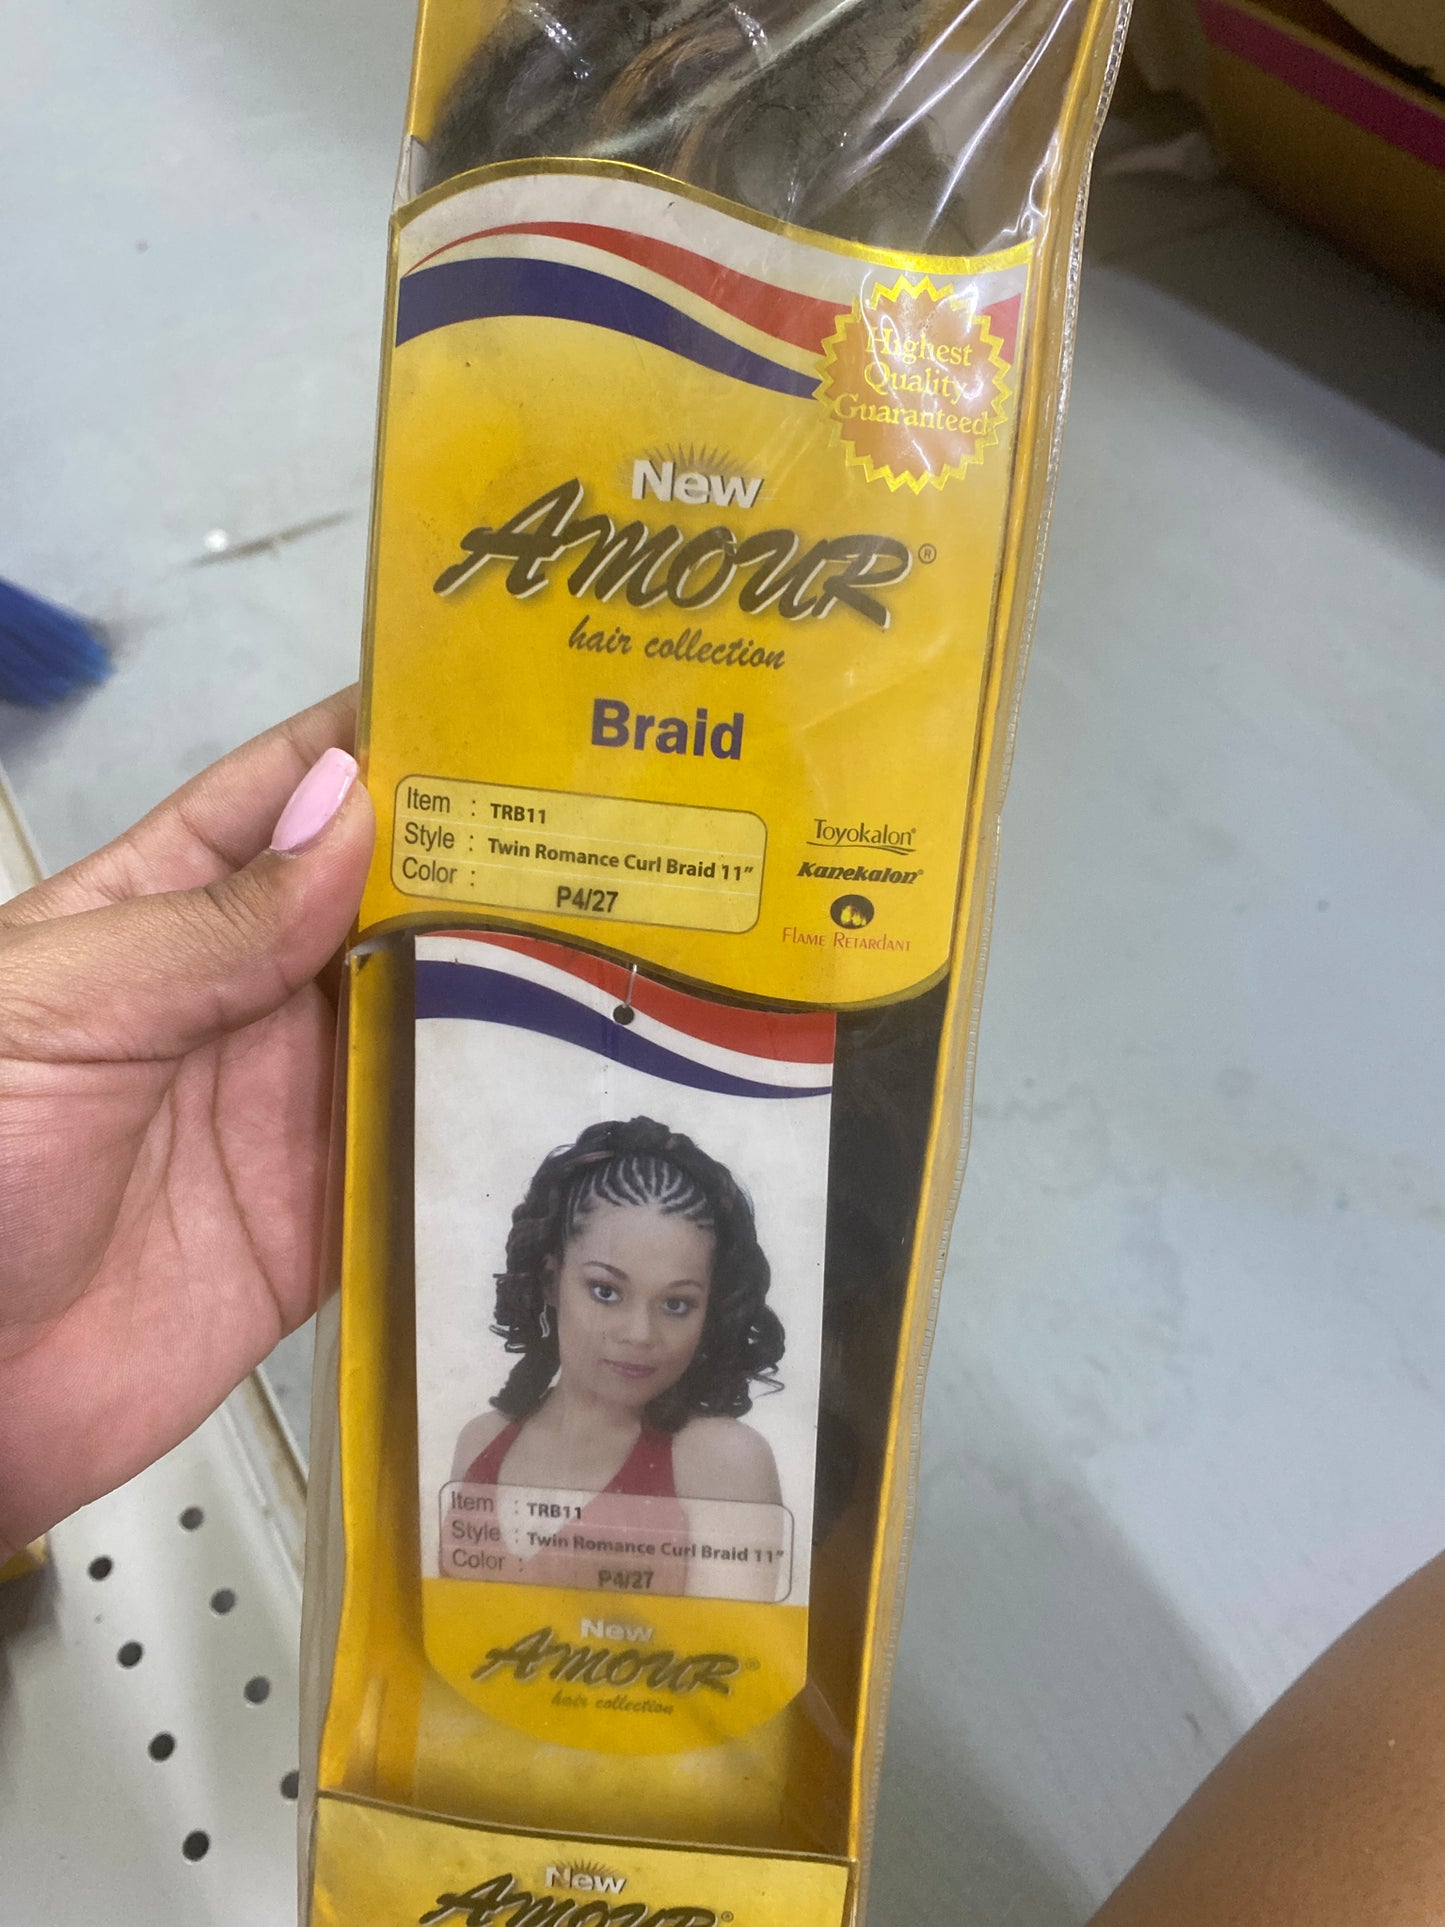 Highest
Quality
Guaranteed
New
AMOUR®
hair collection
Braid
Item : TRB11
Style : Twin Romance Curl Braid 11"
Color : P4/27
Toyokalon®
Kanekalon®
FLAME RETARDANT
Item : TRB11
Style : Twin Romance Curl Braid 11"
Color : P4/27
New
AMOUR®
hair collection
New
AMOUR®